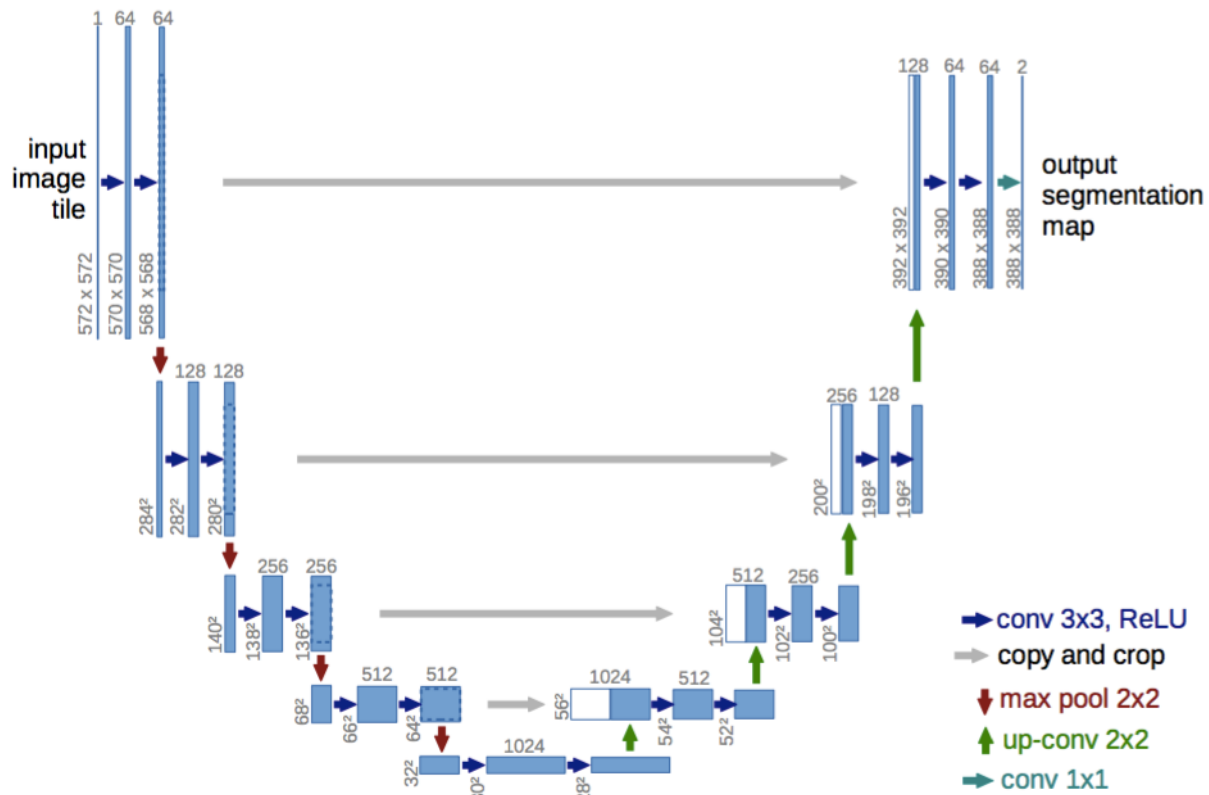 1 64 64
input
image
tile
572 x 572
570 x 570
568 x 568
128 64 64 2
output
segmentation
map
392 x 392
390 x 390
388 x 388
388 x 388
128 128
284²
282²
280²
256 128
200²
198²
196²
256 256
140²
138²
136²
512 256
104²
102²
100²
512 512
68²
66²
64²
1024 512
56²
54²
52²
1024
32²
conv 3x3, ReLU
copy and crop
max pool 2x2
up-conv 2x2
conv 1x1